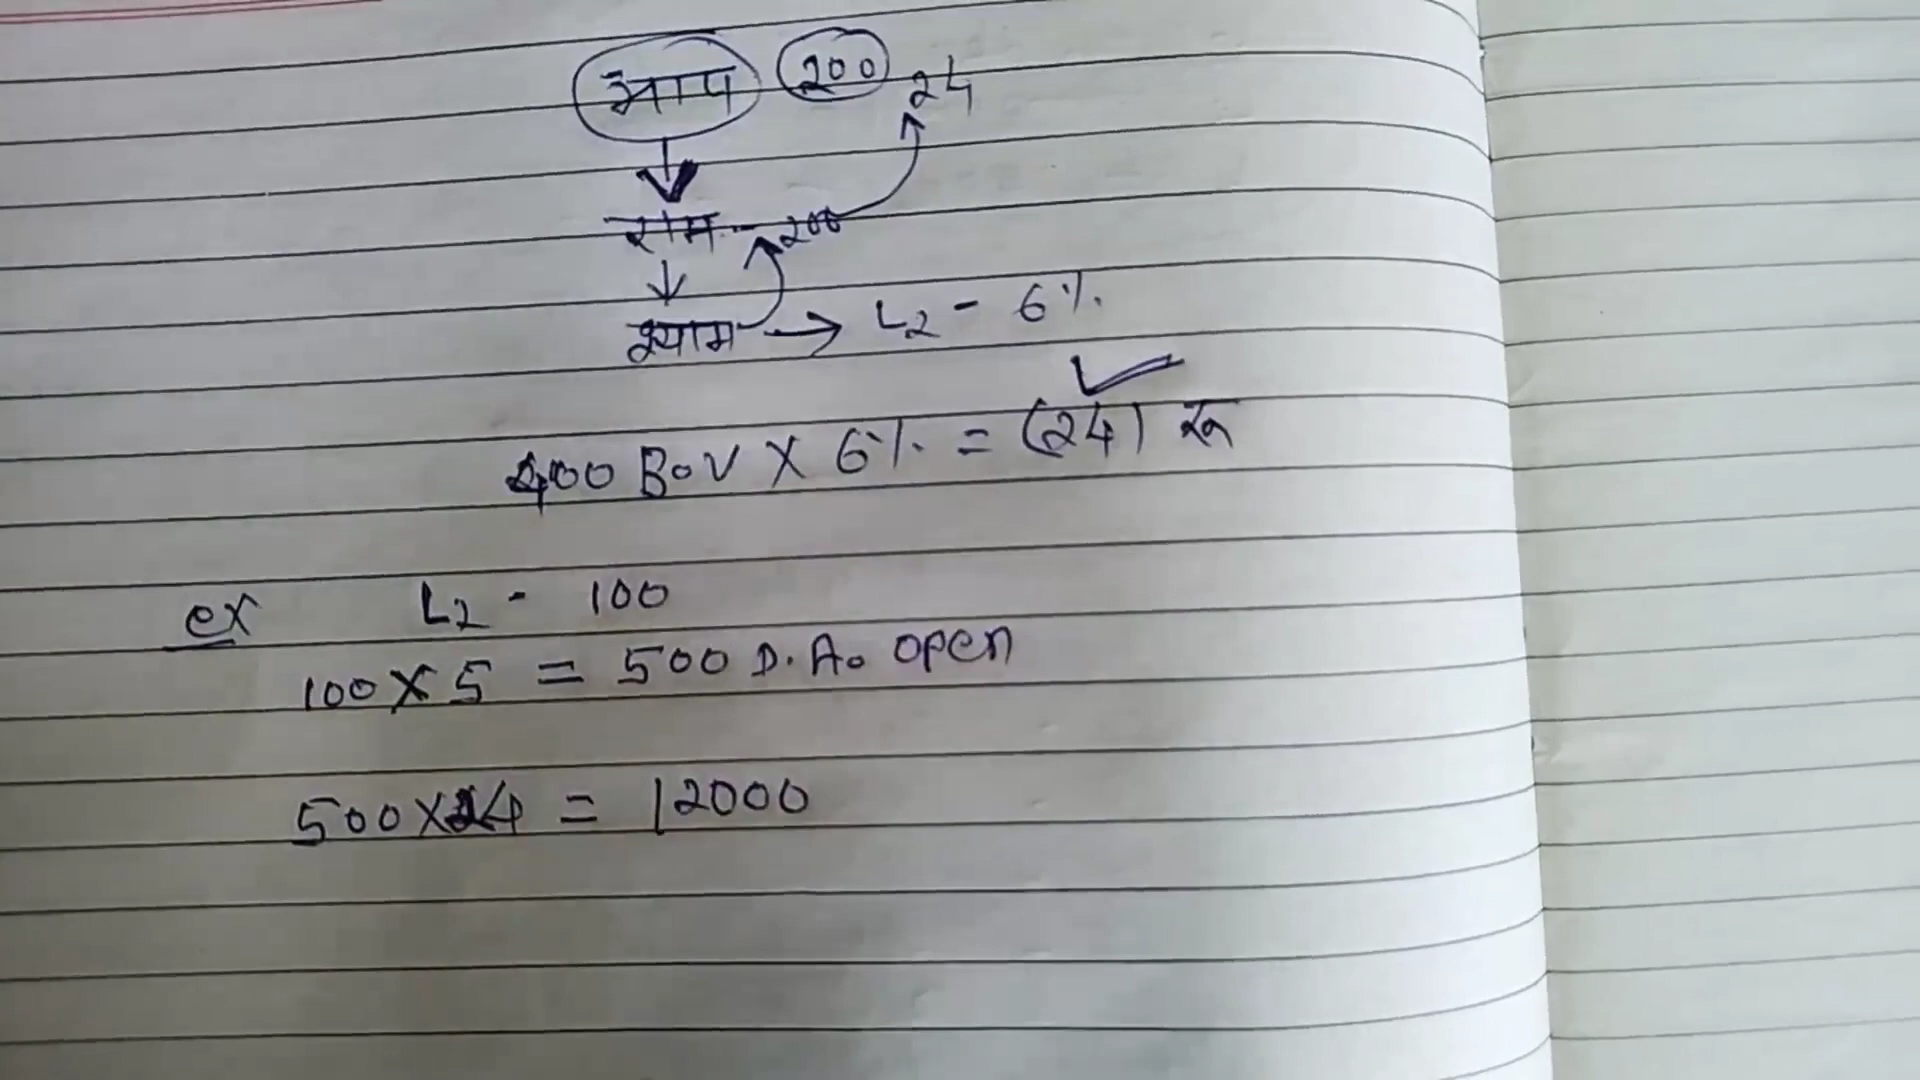 आप 200 24
राम - 200
श्याम → L2 - 6%
400 B.V X 6% = (24) रू
ex L2 - 100
100 X 5 = 500 D.A. open
500 X 24 = 12000